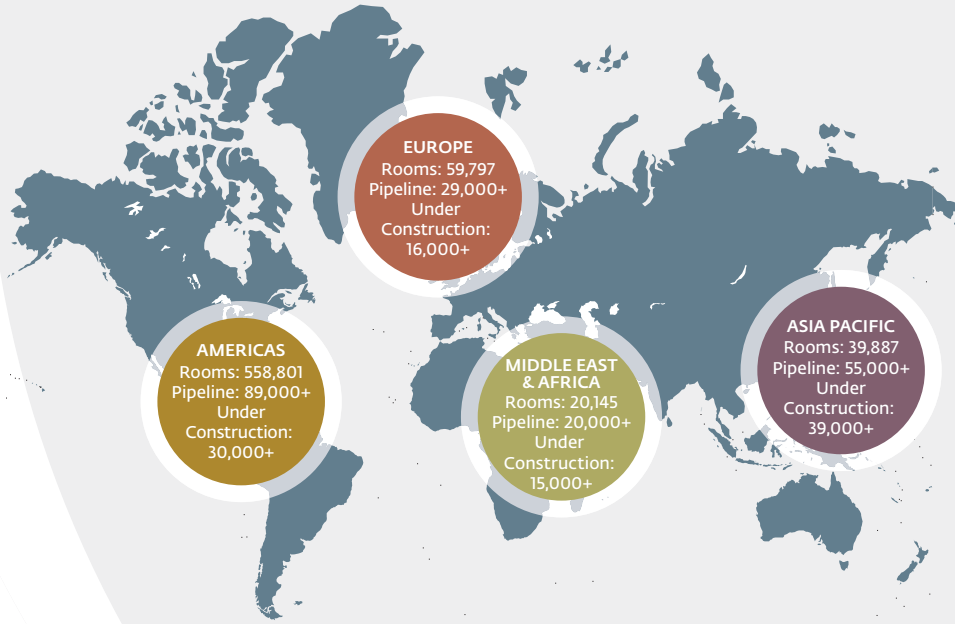 EUROPE
Rooms: 59,797
Pipeline: 29,000+
Under
Construction:
16,000+
AMERICAS
Rooms: 558,801
Pipeline: 89,000+
Under
Construction:
30,000+
MIDDLE EAST
& AFRICA
Rooms: 20,145
Pipeline: 20,000+
Under
Construction:
15,000+
ASIA PACIFIC
Rooms: 39,887
Pipeline: 55,000+
Under
Construction:
39,000+